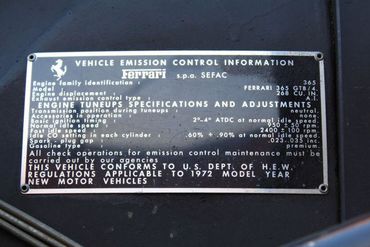 VEHICLE EMISSION CONTROL INFORMATION
Ferrari s.p.a. SEFAC
Engine family identification : 365
Model FERRARI 365 GTB/4.
Engine displacement : 268 CU. IN.
Exhaust emission control type : A.I.
ENGINE TUNEUPS SPECIFICATIONS AND ADJUSTMENTS
Transmission position during tuneups : neutral.
Accessories in operation : none.
Basic ignition timing : 2°-4° ATDC at normal idle speed.
Normal idle speed : 950 ± 50 rpm.
Fast idle speed : 2400 ± 100 rpm.
Idle CO setting in each cylinder : .60% ÷ .90% at normal idle speed.
Spark - plug gap : .025÷.035 inc.
Gasoline type : premium.
All check operations for emission control maintenance must be
carried out by our agencies
THIS VEHICLE CONFORMS TO U.S. DEPT. OF H.E.W.
REGULATIONS APPLICABLE TO 1972 MODEL YEAR
NEW MOTOR VEHICLES